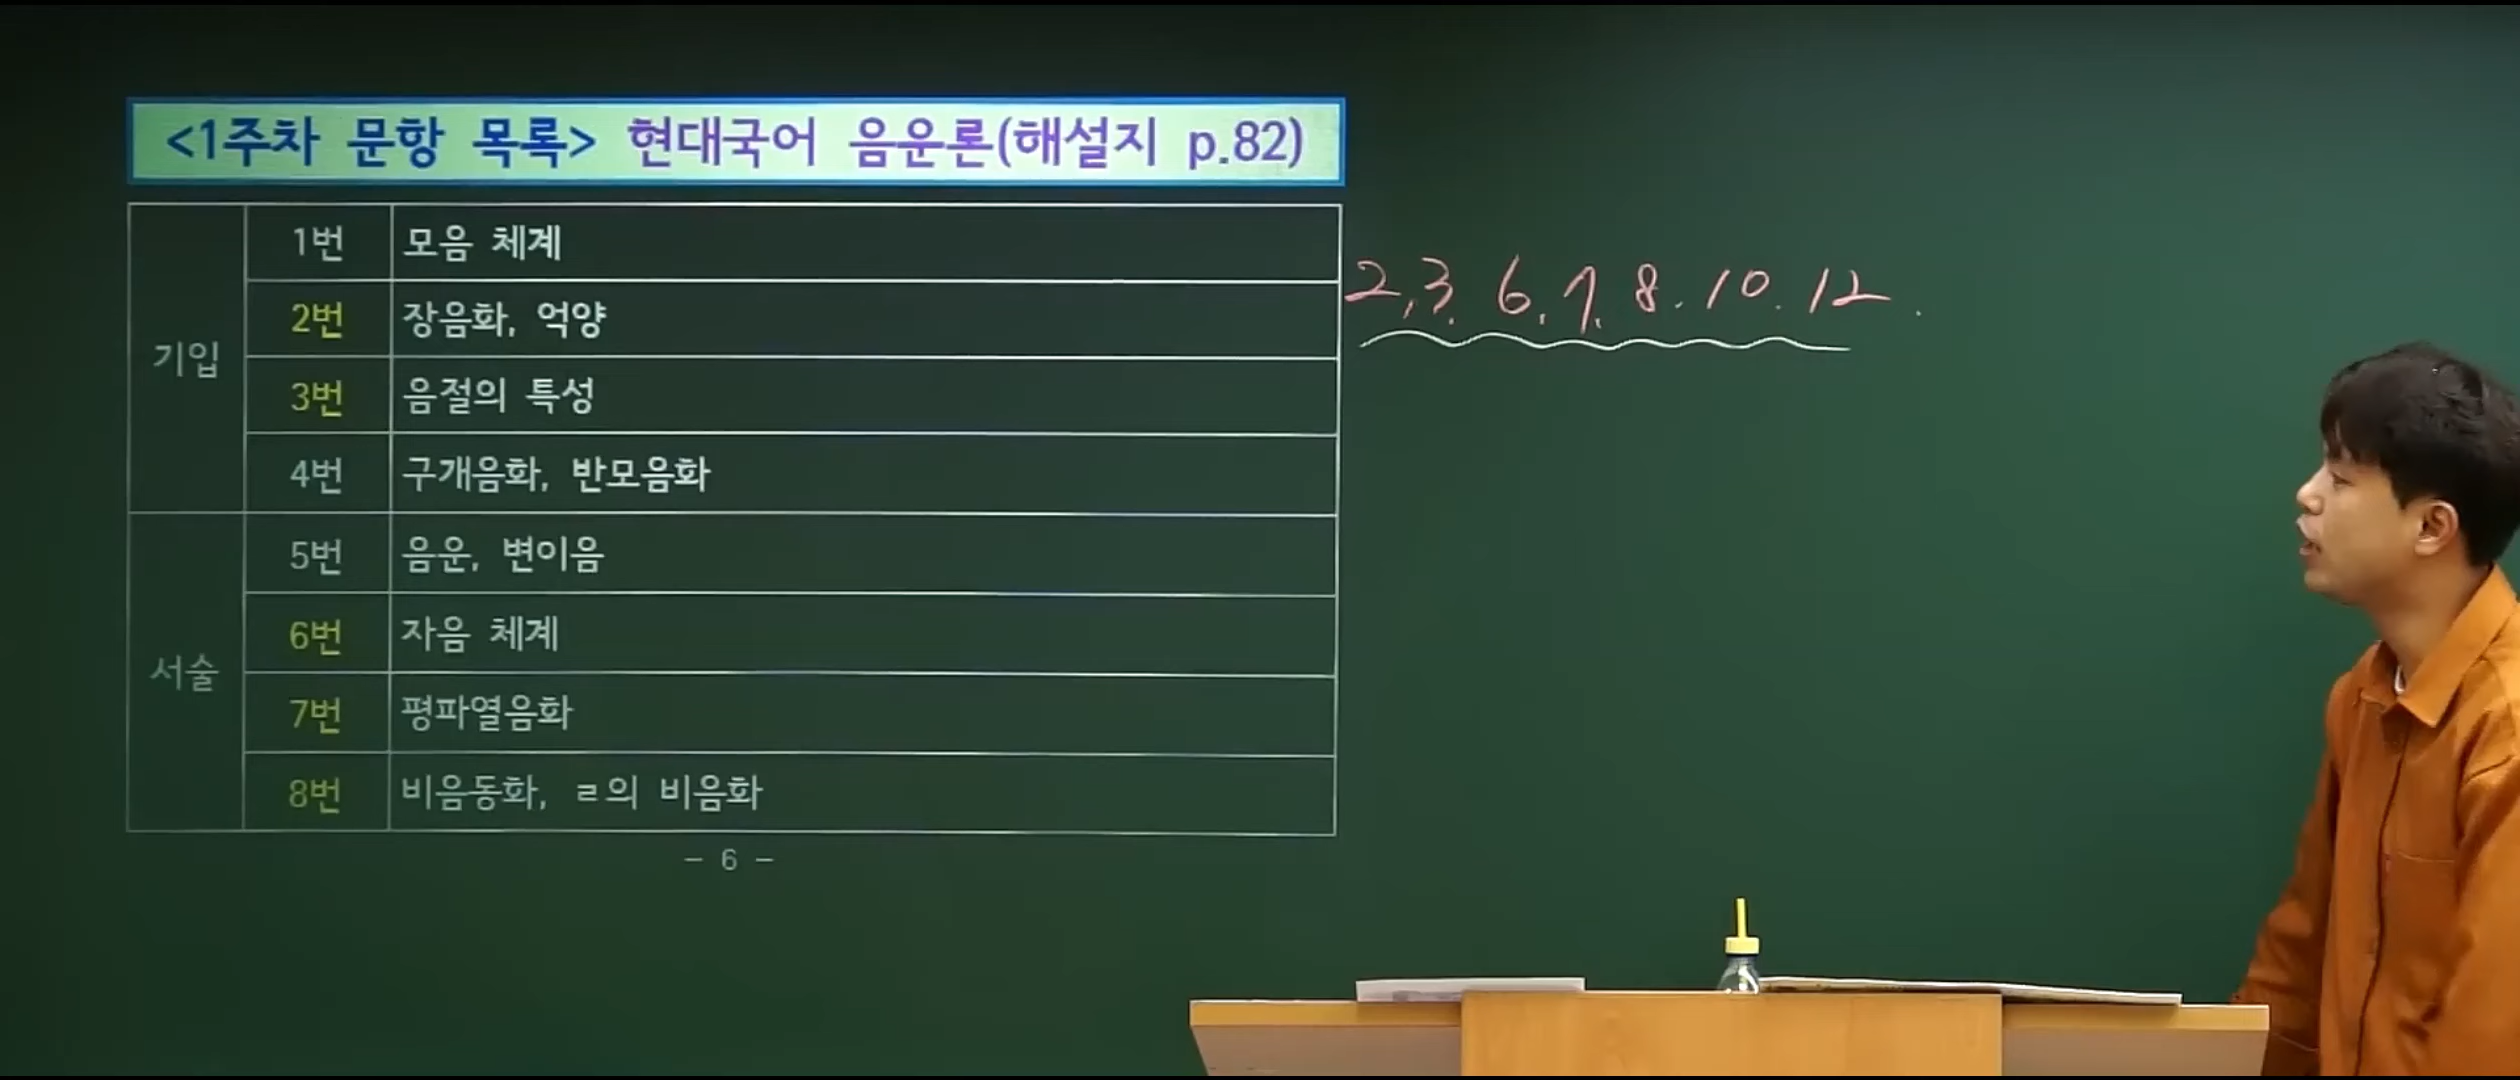 <1주차 문항 목록> 현대국어 음운론(해설지 p.82)
기입
1번 모음 체계
2번 장음화, 억양
3번 음절의 특성
4번 구개음화, 반모음화
서술
5번 음운, 변이음
6번 자음 체계
7번 평파열음화
8번 비음동화, ㄹ의 비음화
- 6 -
2, 3. 6. 7. 8. 10. 12.